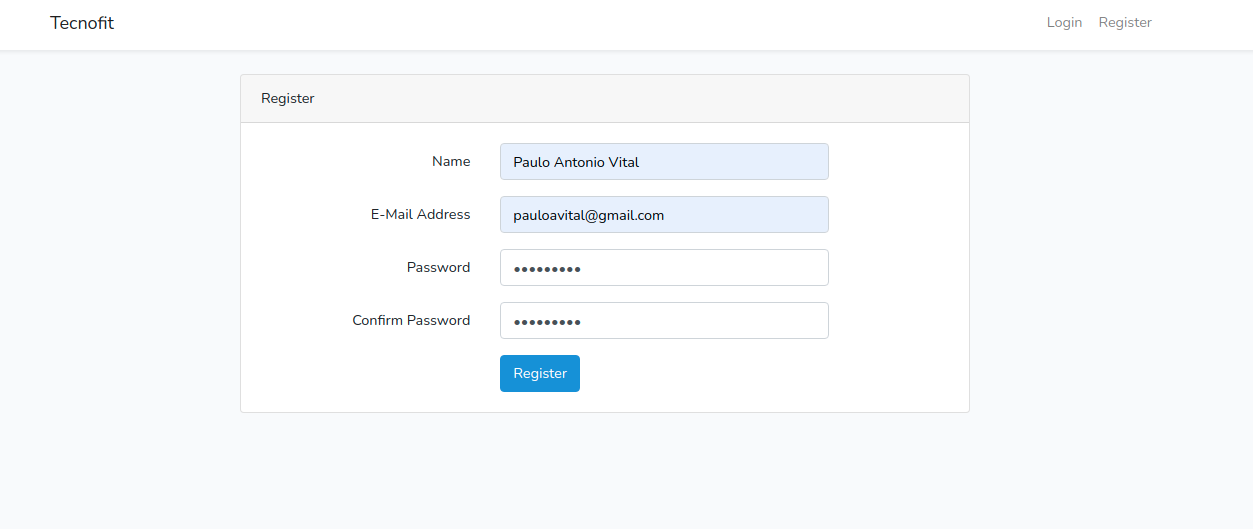 Tecnofit Login Register
Register
Name Paulo Antonio Vital
E-Mail Address pauloavital@gmail.com
Password •••••••••
Confirm Password •••••••••
Register